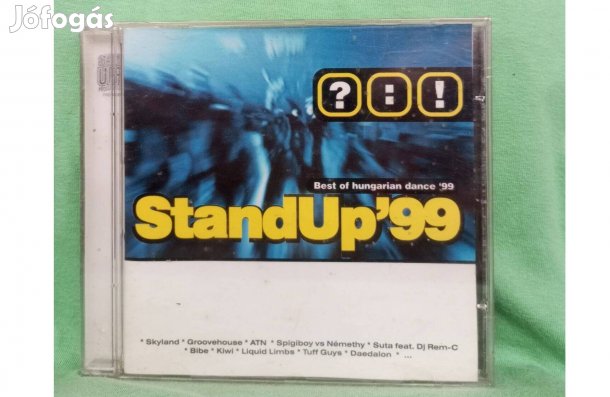 Jófogás
? : !
Best of hungarian dance '99
StandUp'99
* Skyland * Groovehouse * ATN * Spigiboy vs Némethy * Suta feat. Dj Rem-C
* Bibe * Kiwi * Liquid Limbs * Tuff Guys * Daedalon * ...